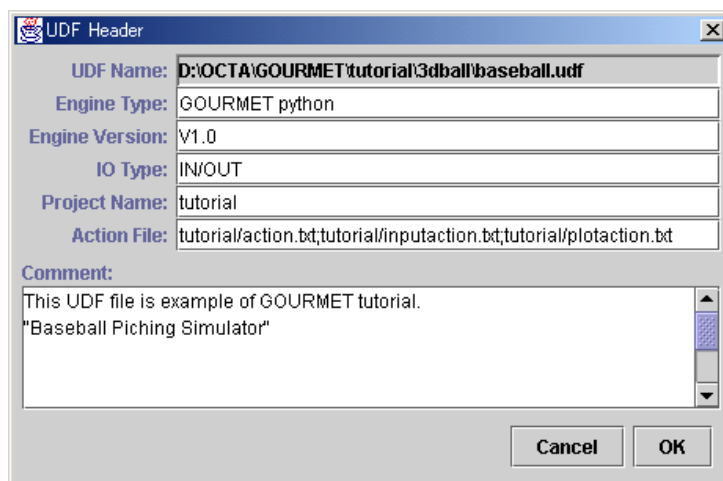 UDF Header
UDF Name: D:\OCTA\GOURMET\tutorial\3dball\baseball.udf
Engine Type: GOURMET python
Engine Version: V1.0
IO Type: IN/OUT
Project Name: tutorial
Action File: tutorial/action.txt;tutorial/inputaction.txt;tutorial/plotaction.txt
Comment:
This UDF file is example of GOURMET tutorial.
"Baseball Piching Simulator"
Cancel OK